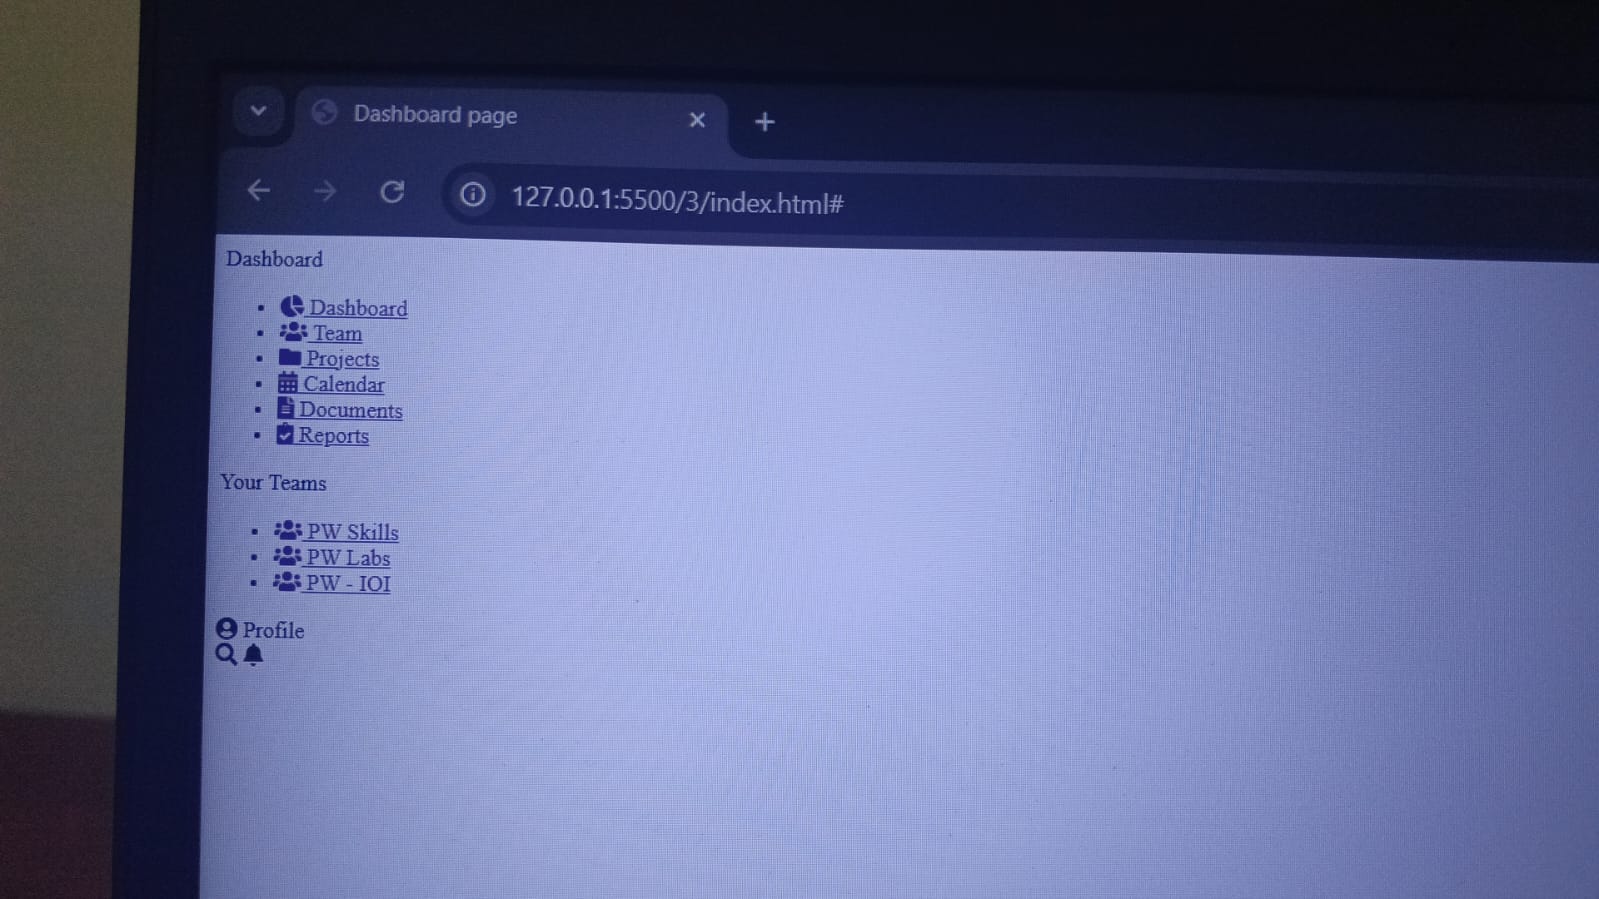 Dashboard page
127.0.0.1:5500/3/index.html#
Dashboard
Dashboard
Team
Projects
Calendar
Documents
Reports
Your Teams
PW Skills
PW Labs
PW - IOI
Profile